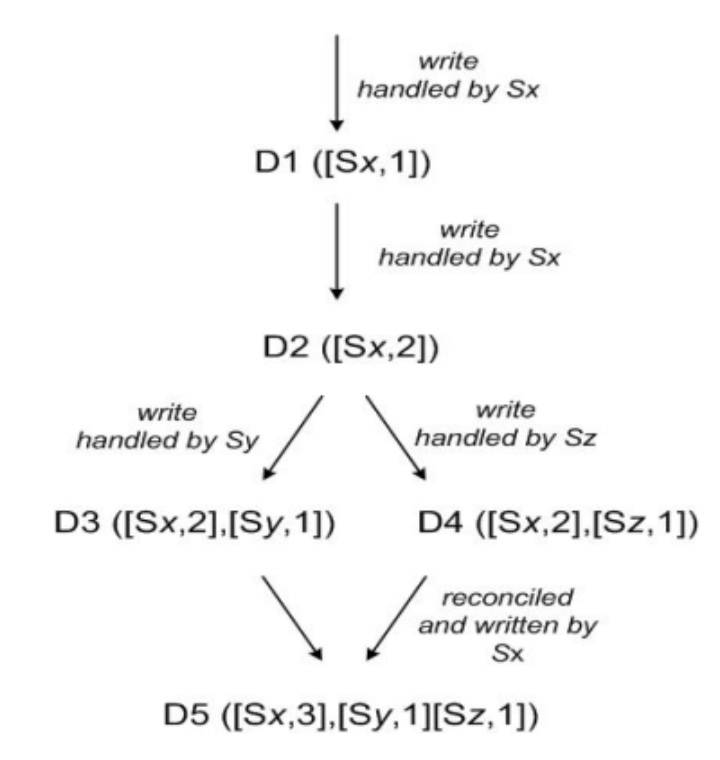 write
handled by Sx
D1 ([Sx,1])
write
handled by Sx
D2 ([Sx,2])
write
handled by Sy
write
handled by Sz
D3 ([Sx,2],[Sy,1])
D4 ([Sx,2],[Sz,1])
reconciled
and written by
Sx
D5 ([Sx,3],[Sy,1][Sz,1])